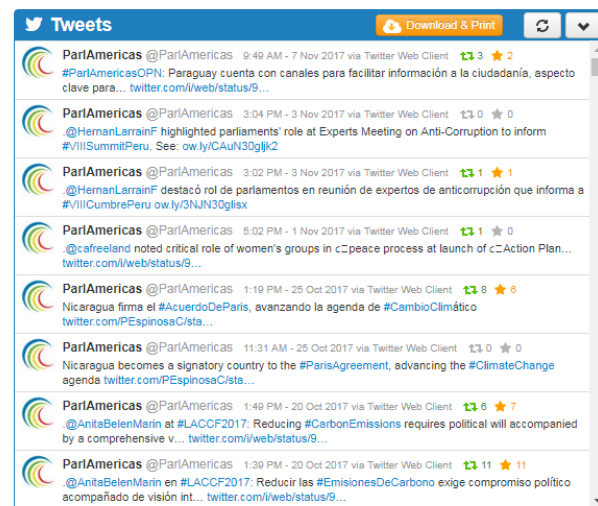 Tweets
Download & Print
ParlAmericas @ParlAmericas 9:49 AM - 7 Nov 2017 via Twitter Web Client 3 2
#ParlAmericasOPN: Paraguay cuenta con canales para facilitar información a la ciudadanía, aspecto
clave para... twitter.com/i/web/status/9...
ParlAmericas @ParlAmericas 3:04 PM - 3 Nov 2017 via Twitter Web Client 0 0
.@HernanLarrainF highlighted parliaments' role at Experts Meeting on Anti-Corruption to inform
#VIIISummitPeru. See: ow.ly/CAuN30gljk2
ParlAmericas @ParlAmericas 3:02 PM - 3 Nov 2017 via Twitter Web Client 1 1
.@HernanLarrainF destacó rol de parlamentos en reunión de expertos de anticorrupción que informa a
#VIIICumbrePeru ow.ly/3NJN30glisx
ParlAmericas @ParlAmericas 5:02 PM - 1 Nov 2017 via Twitter Web Client 1 0
.@cafreeland noted critical role of women's groups in peace process at launch of Action Plan...
twitter.com/i/web/status/9...
ParlAmericas @ParlAmericas 1:19 PM - 25 Oct 2017 via Twitter Web Client 8 6
Nicaragua firma el #AcuerdoDeParis, avanzando la agenda de #CambioClimático
twitter.com/PEspinosaC/sta...
ParlAmericas @ParlAmericas 11:31 AM - 25 Oct 2017 via Twitter Web Client 0 0
Nicaragua becomes a signatory country to the #ParisAgreement, advancing the #ClimateChange
agenda twitter.com/PEspinosaC/sta...
ParlAmericas @ParlAmericas 1:49 PM - 20 Oct 2017 via Twitter Web Client 6 7
.@AnitaBelenMarin at #LACCF2017: Reducing #CarbonEmissions requires political will accompanied
by a comprehensive v... twitter.com/i/web/status/9...
ParlAmericas @ParlAmericas 1:39 PM - 20 Oct 2017 via Twitter Web Client 11 11
.@AnitaBelenMarin en #LACCF2017: Reducir las #EmisionesDeCarbono exige compromiso político
acompañado de visión int... twitter.com/i/web/status/9...